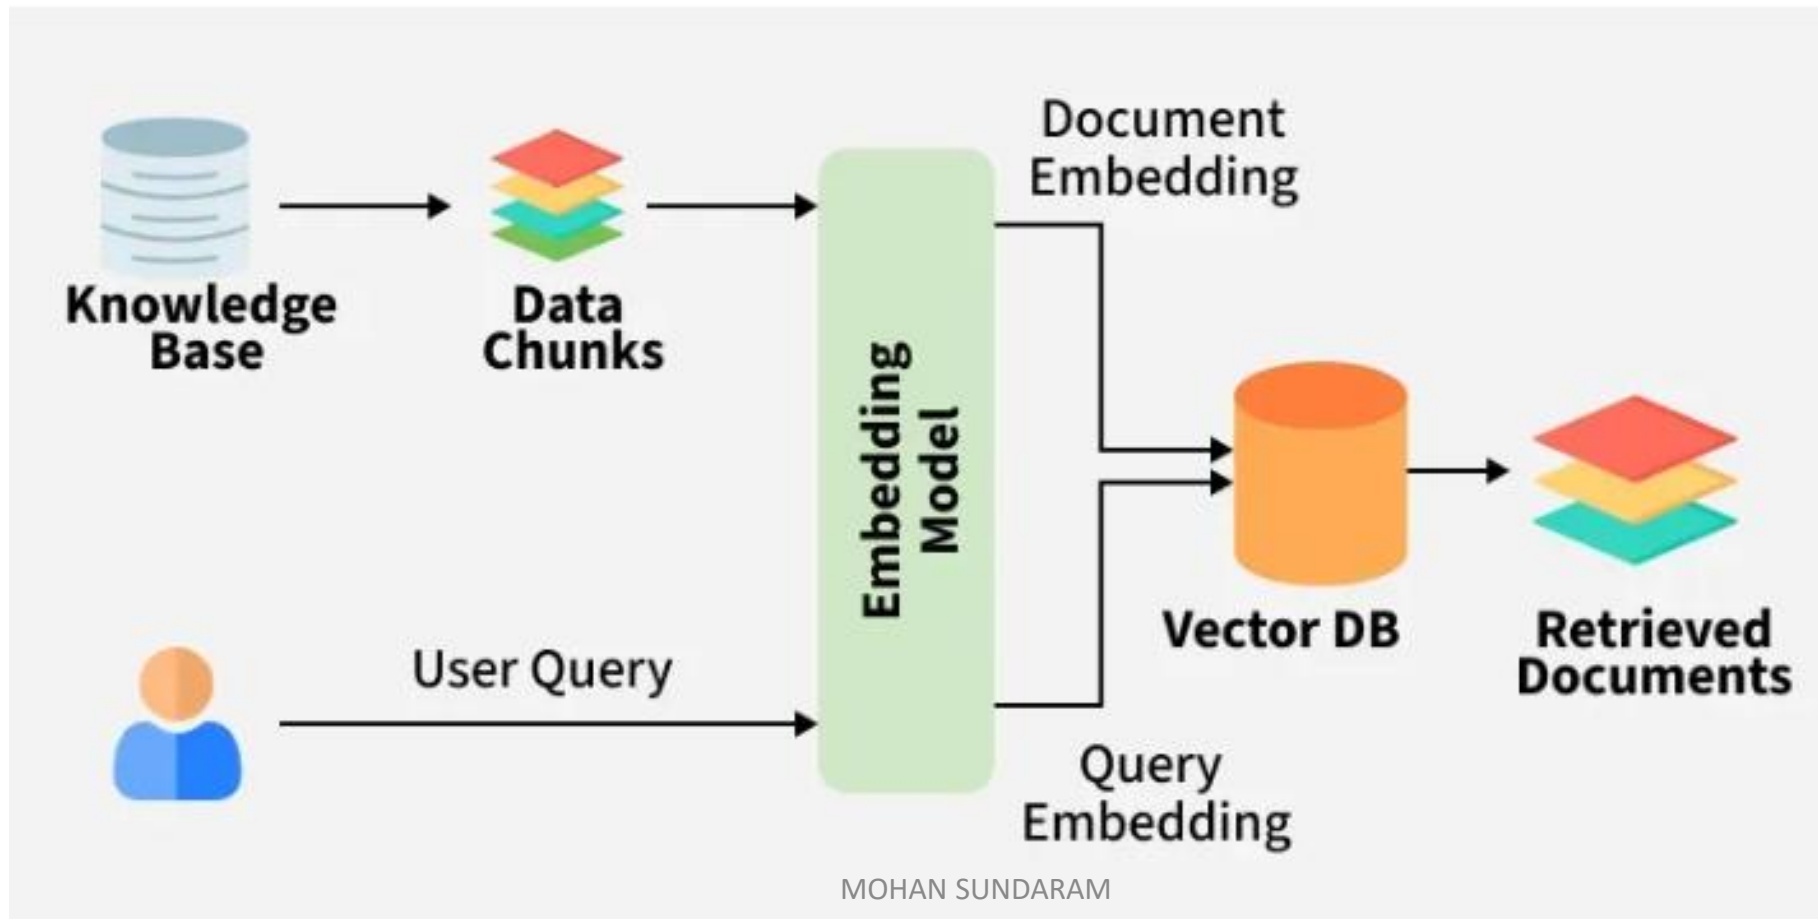 Document
Embedding
Knowledge
Base
Data
Chunks
Embedding
Model
User Query
Vector DB
Retrieved
Documents
Query
Embedding
MOHAN SUNDARAM